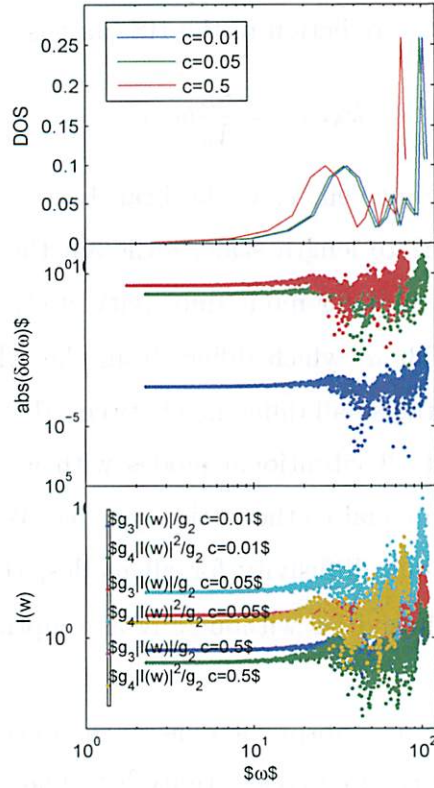 c=0.01
c=0.05
c=0.5
DOS
0.25
0.2
0.15
0.1
0.05
0
abs(δω/ω)$
10^10
10^-5
10^5
l(w)
10^0
$g_3||(w)|/g_2 c=0.01$
$g_4||(w)|^2/g_2 c=0.01$
$g_3||(w)|/g_2 c=0.05$
$g_4||(w)|^2/g_2 c=0.05$
$g_3||(w)|/g_2 c=0.5$
$g_4||(w)|^2/g_2 c=0.5$
10^0
10^1
10^2
$ω$